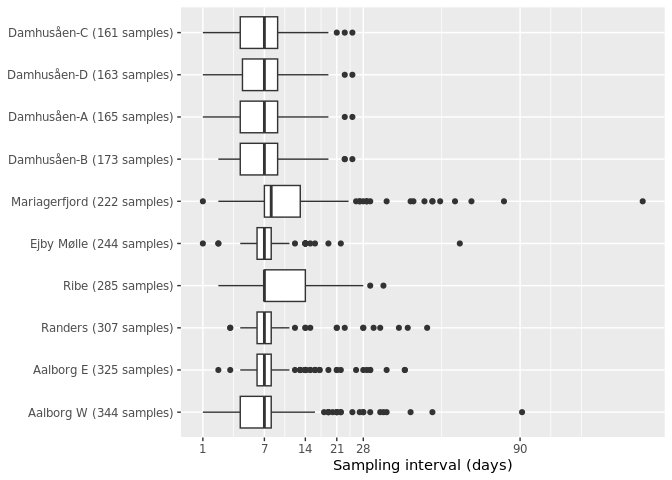 Damhusåen-C (161 samples)
Damhusåen-D (163 samples)
Damhusåen-A (165 samples)
Damhusåen-B (173 samples)
Mariagerfjord (222 samples)
Ejby Mølle (244 samples)
Ribe (285 samples)
Randers (307 samples)
Aalborg E (325 samples)
Aalborg W (344 samples)
1 7 14 21 28 90
Sampling interval (days)